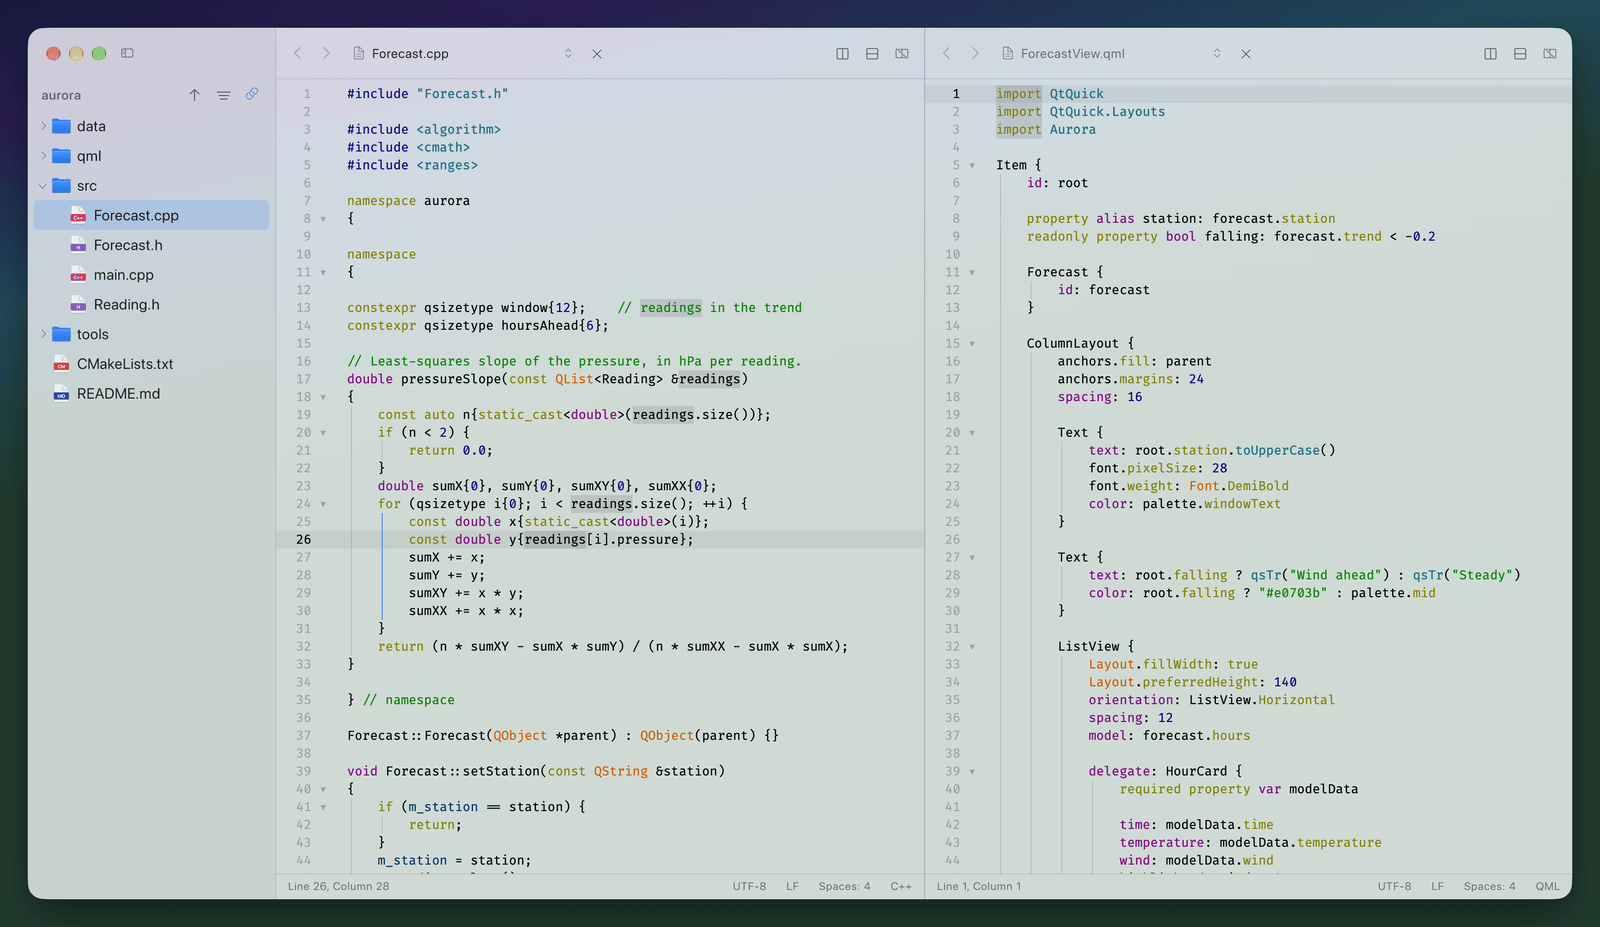 aurora
data
qml
src
Forecast.cpp
Forecast.h
main.cpp
Reading.h
tools
CMakeLists.txt
README.md
Forecast.cpp
1 #include "Forecast.h"
2
3 #include <algorithm>
4 #include <cmath>
5 #include <ranges>
6
7 namespace aurora
8 {
9
10 namespace
11 {
12
13 constexpr qsizetype window{12};    // readings in the trend
14 constexpr qsizetype hoursAhead{6};
15
16 // Least-squares slope of the pressure, in hPa per reading.
17 double pressureSlope(const QList<Reading> &readings)
18 {
19     const auto n{static_cast<double>(readings.size())};
20     if (n < 2) {
21         return 0.0;
22     }
23     double sumX{0}, sumY{0}, sumXY{0}, sumXX{0};
24     for (qsizetype i{0}; i < readings.size(); ++i) {
25         const double x{static_cast<double>(i)};
26         const double y{readings[i].pressure};
27         sumX += x;
28         sumY += y;
29         sumXY += x * y;
30         sumXX += x * x;
31     }
32     return (n * sumXY - sumX * sumY) / (n * sumXX - sumX * sumX);
33 }
34
35 } // namespace
36
37 Forecast::Forecast(QObject *parent) : QObject(parent) {}
38
39 void Forecast::setStation(const QString &station)
40 {
41     if (m_station == station) {
42         return;
43     }
44     m_station = station;
Line 26, Column 28
UTF-8 LF Spaces: 4 C++
ForecastView.qml
1 import QtQuick
2 import QtQuick.Layouts
3 import Aurora
4
5 Item {
6     id: root
7
8     property alias station: forecast.station
9     readonly property bool falling: forecast.trend < -0.2
10
11     Forecast {
12         id: forecast
13     }
14
15     ColumnLayout {
16         anchors.fill: parent
17         anchors.margins: 24
18         spacing: 16
19
20         Text {
21             text: root.station.toUpperCase()
22             font.pixelSize: 28
23             font.weight: Font.DemiBold
24             color: palette.windowText
25         }
26
27         Text {
28             text: root.falling ? qsTr("Wind ahead") : qsTr("Steady")
29             color: root.falling ? "#e0703b" : palette.mid
30         }
31
32         ListView {
33             Layout.fillWidth: true
34             Layout.preferredHeight: 140
35             orientation: ListView.Horizontal
36             spacing: 12
37             model: forecast.hours
38
39             delegate: HourCard {
40                 required property var modelData
41
42                 time: modelData.time
43                 temperature: modelData.temperature
44                 wind: modelData.wind
Line 1, Column 1
UTF-8 LF Spaces: 4 QML